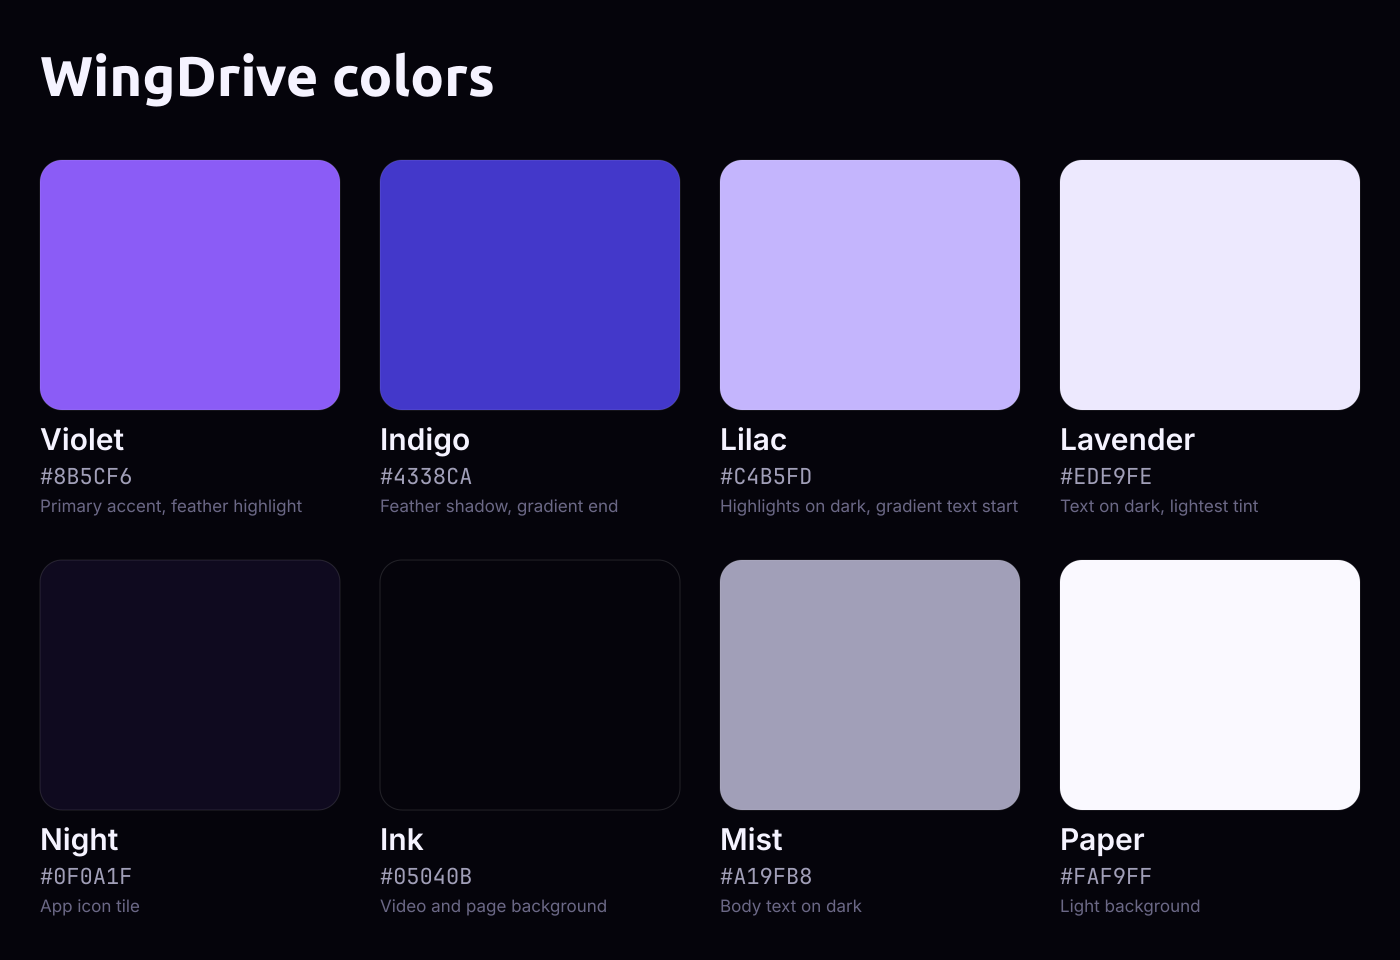 WingDrive colors
Violet
#8B5CF6
Primary accent, feather highlight
Indigo
#4338CA
Feather shadow, gradient end
Lilac
#C4B5FD
Highlights on dark, gradient text start
Lavender
#EDE9FE
Text on dark, lightest tint
Night
#0F0A1F
App icon tile
Ink
#05040B
Video and page background
Mist
#A19FB8
Body text on dark
Paper
#FAF9FF
Light background